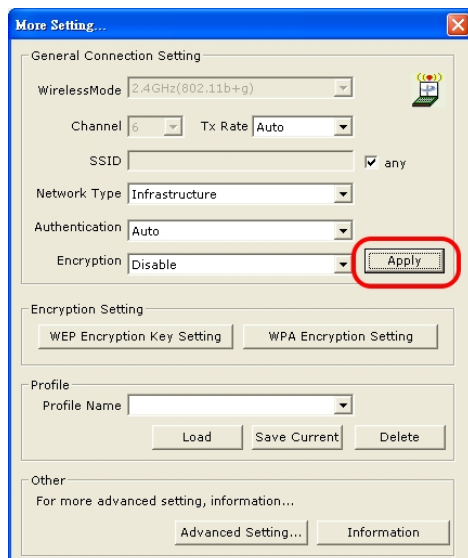 More Setting...
General Connection Setting
WirelessMode 2.4GHz(802.11b+g)
Channel 6 Tx Rate Auto
SSID any
Network Type Infrastructure
Authentication Auto
Encryption Disable Apply
Encryption Setting
WEP Encryption Key Setting WPA Encryption Setting
Profile
Profile Name
Load Save Current Delete
Other
For more advanced setting, information...
Advanced Setting... Information